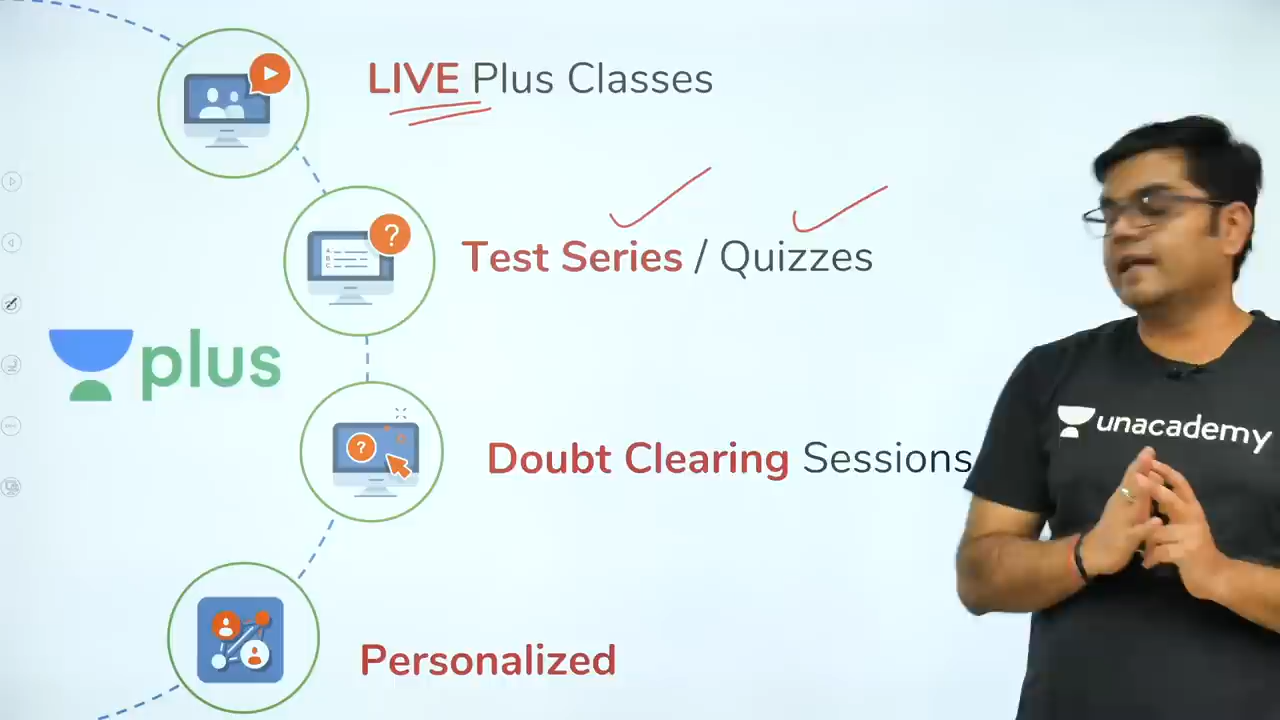 LIVE Plus Classes
Test Series / Quizzes
plus
Doubt Clearing Sessions
Personalized
unacademy